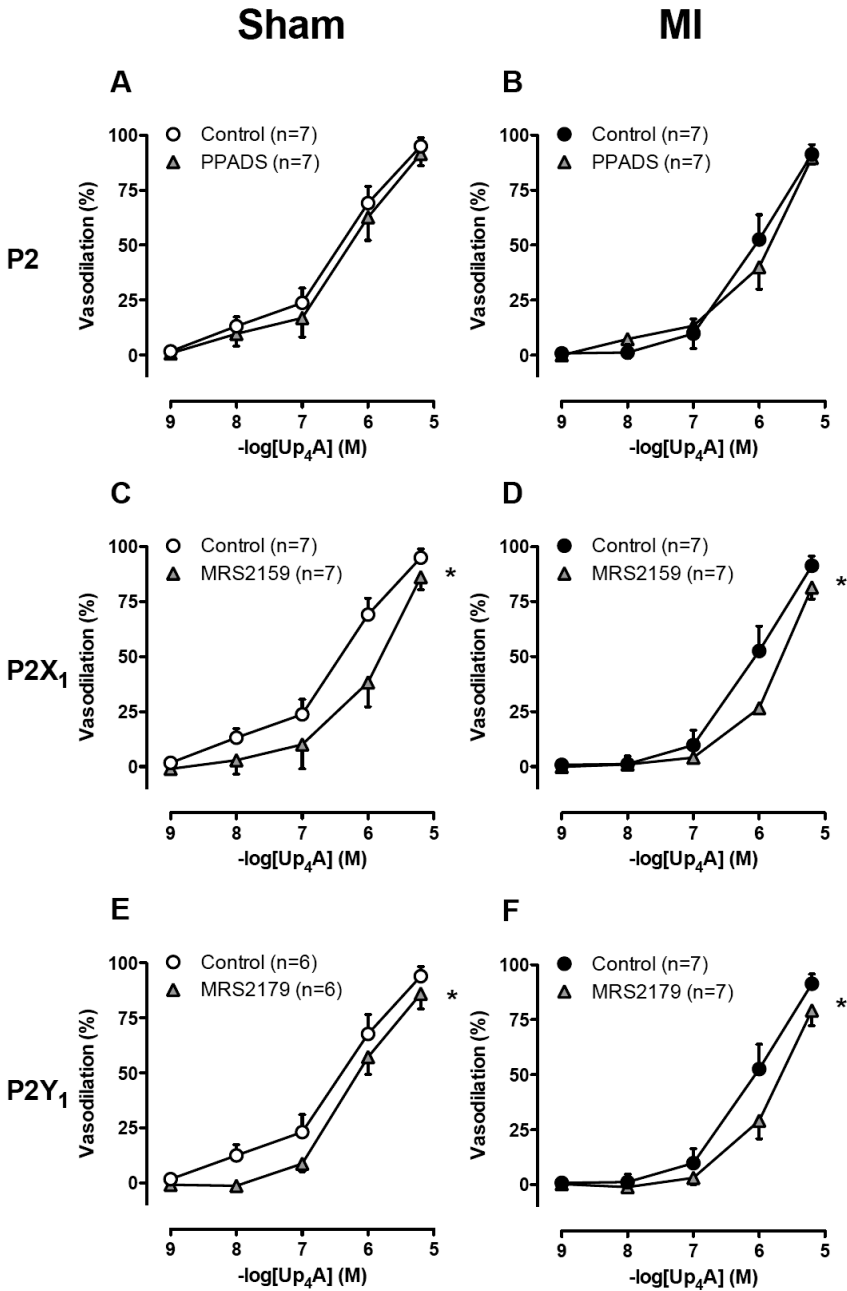 Sham MI
A B
P2
Control (n=7)
PPADS (n=7)
Vasodilation (%)
100
75
50
25
0
9 8 7 6 5
-log[Up4A] (M)
Control (n=7)
PPADS (n=7)
Vasodilation (%)
100
75
50
25
0
9 8 7 6 5
-log[Up4A] (M)
C D
P2X1
Control (n=7)
MRS2159 (n=7)
*
Vasodilation (%)
100
75
50
25
0
9 8 7 6 5
-log[Up4A] (M)
Control (n=7)
MRS2159 (n=7)
*
Vasodilation (%)
100
75
50
25
0
9 8 7 6 5
-log[Up4A] (M)
E F
P2Y1
Control (n=6)
MRS2179 (n=6)
*
Vasodilation (%)
100
75
50
25
0
9 8 7 6 5
-log[Up4A] (M)
Control (n=7)
MRS2179 (n=7)
*
Vasodilation (%)
100
75
50
25
0
9 8 7 6 5
-log[Up4A] (M)